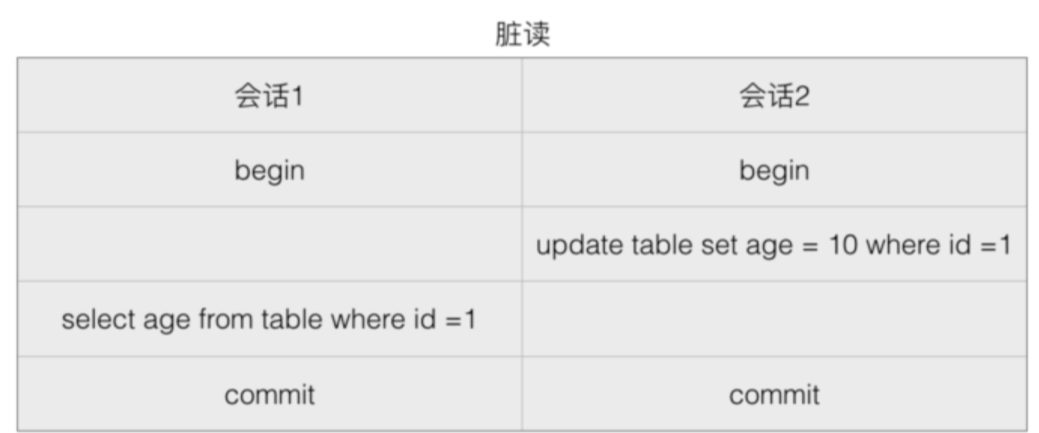 脏读
会话1
会话2
begin
begin
update table set age = 10 where id =1
select age from table where id =1
commit
commit